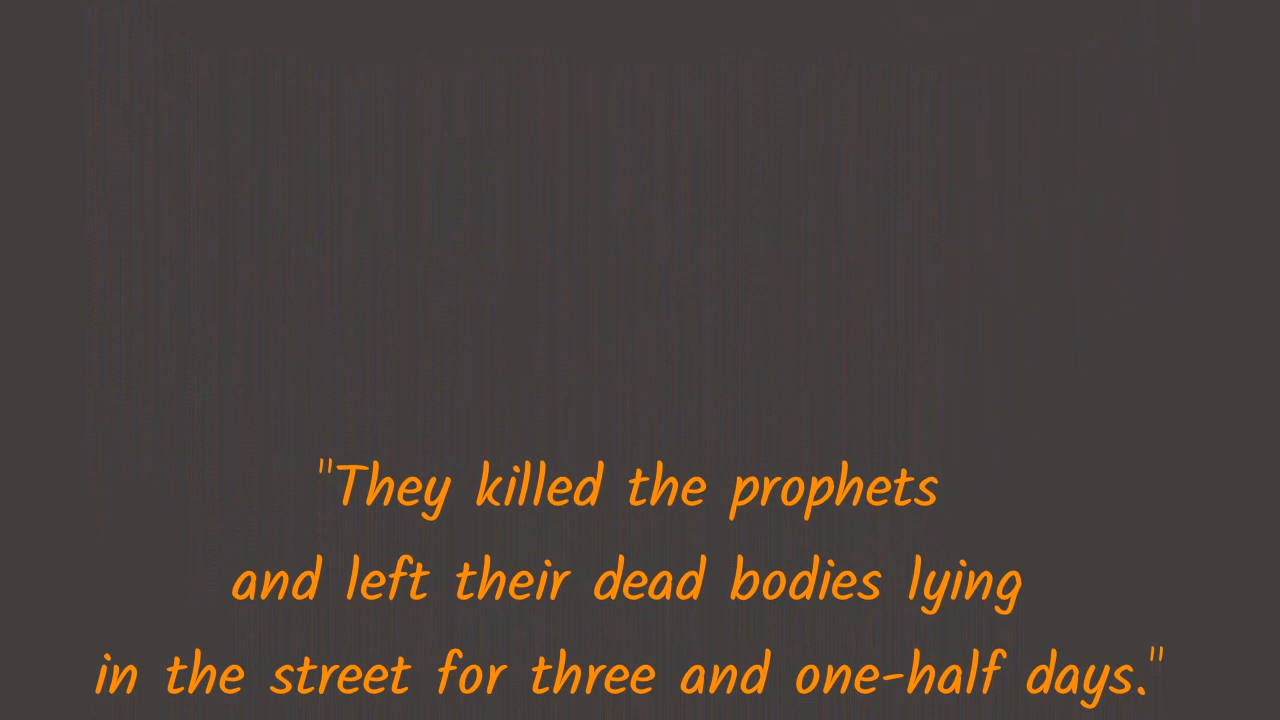 "They killed the prophets
and left their dead bodies lying
in the street for three and one-half days."